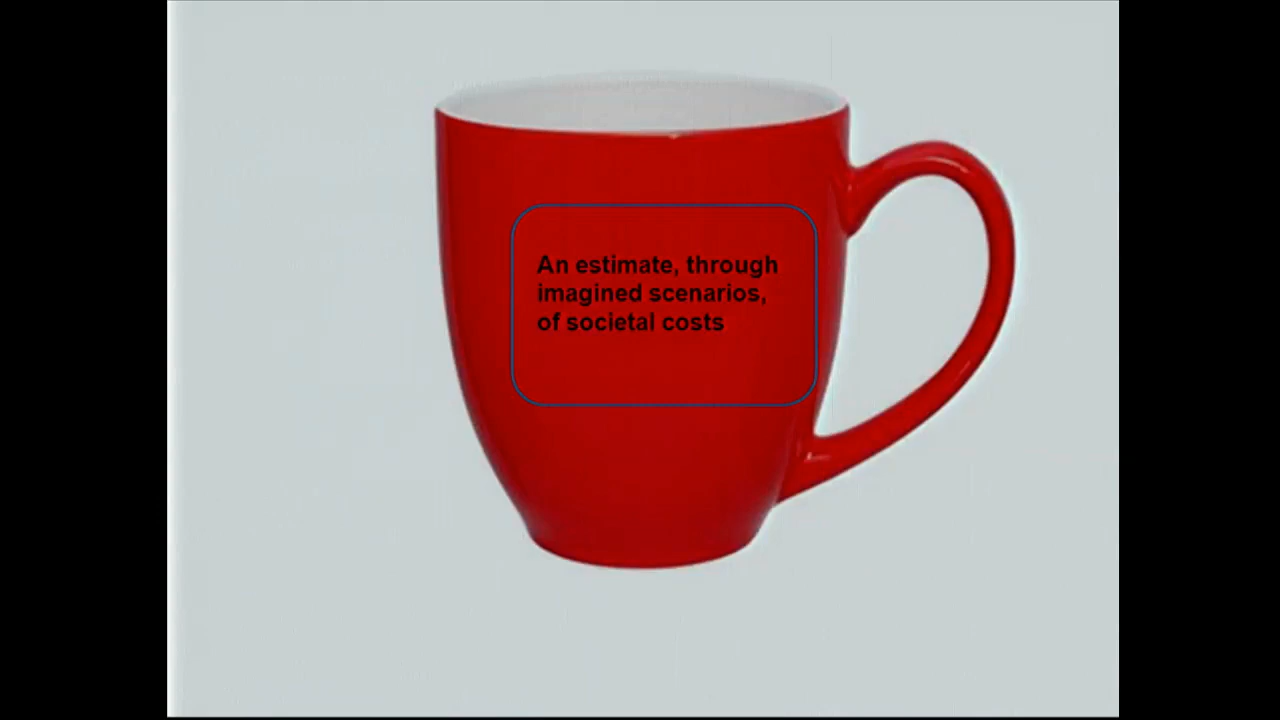 An estimate, through
imagined scenarios,
of societal costs